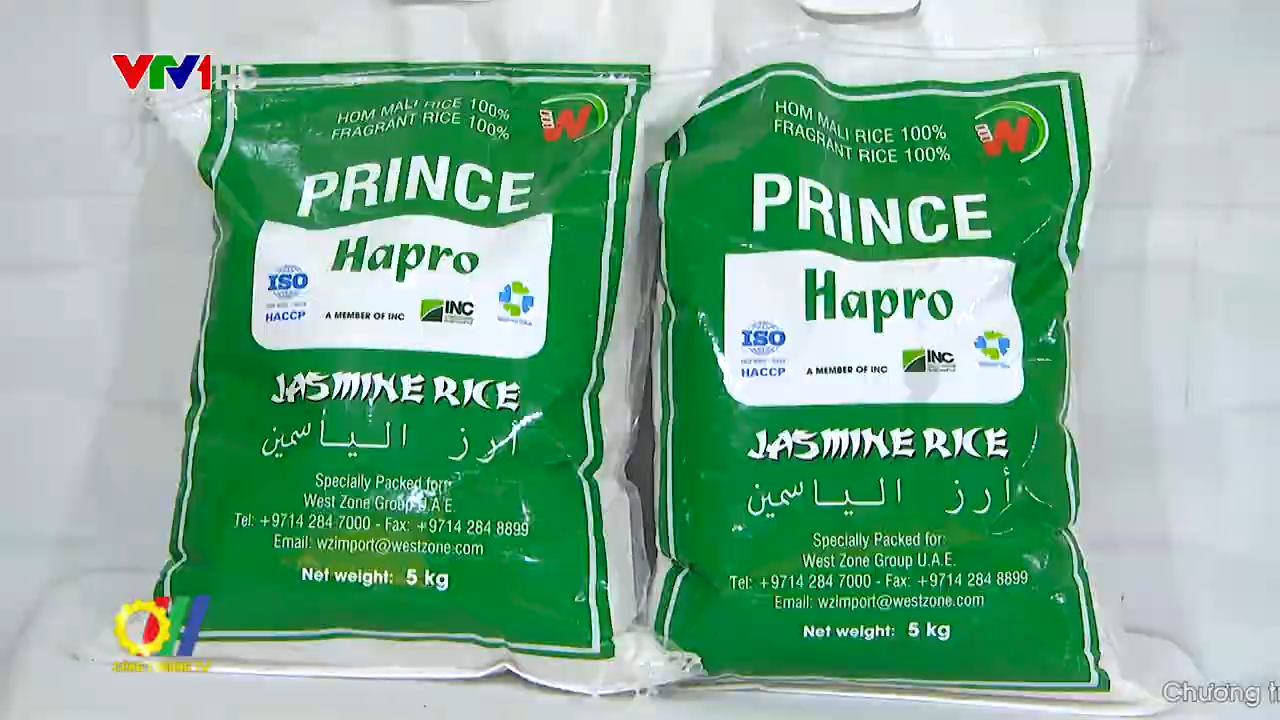 VTV1 HD
HOM MALI RICE 100%
FRAGRANT RICE 100%
W
PRINCE
Hapro
ISO
HACCP
A MEMBER OF INC
INC
JASMINE RICE
أرز الياسمين
Specially Packed for:
West Zone Group U.A.E.
Tel: +9714 284 7000 - Fax: +9714 284 8899
Email: wzimport@westzone.com
Net weight: 5 kg
HOM MALI RICE 100%
FRAGRANT RICE 100%
W
PRINCE
Hapro
ISO
HACCP
A MEMBER OF INC
INC
JASMINE RICE
أرز الياسمين
Specially Packed for:
West Zone Group U.A.E.
Tel: +9714 284 7000 - Fax: +9714 284 8899
Email: wzimport@westzone.com
Net weight: 5 kg
Chương tr